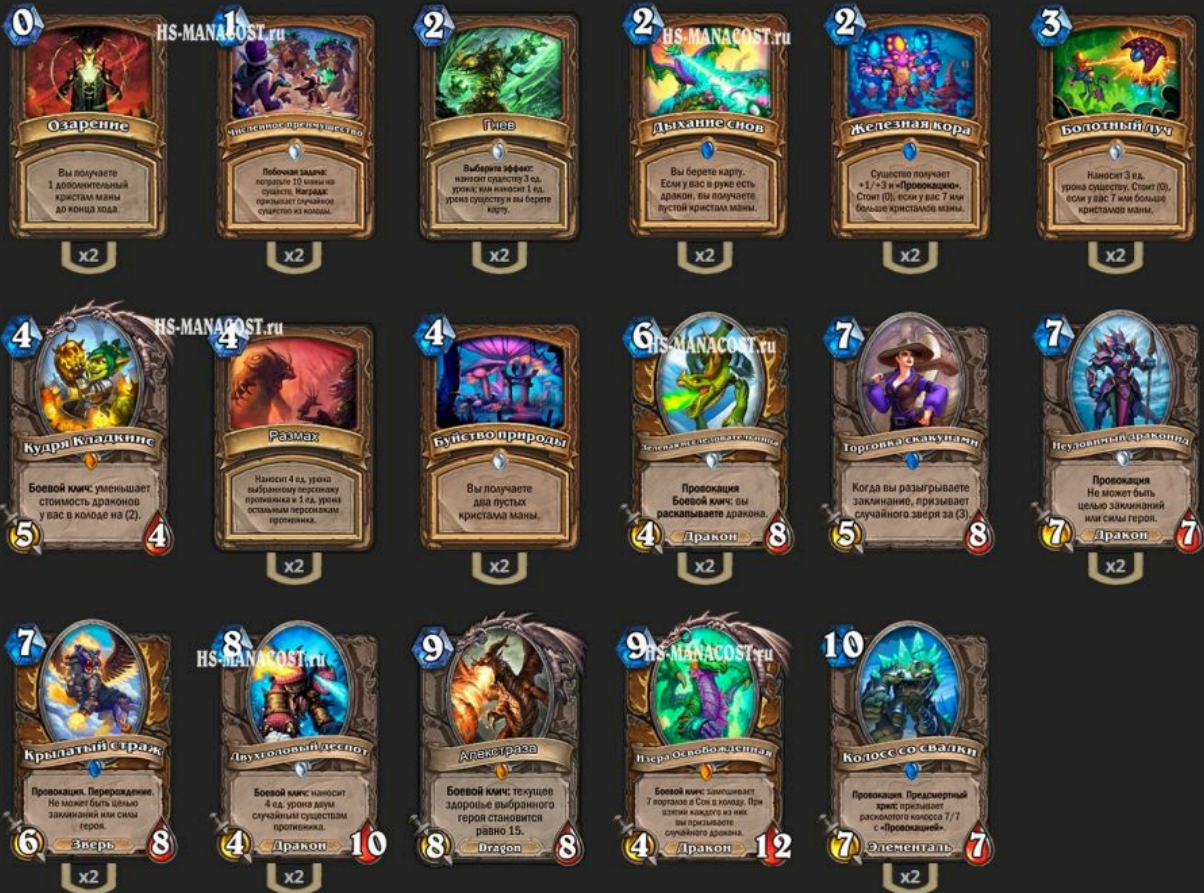 0
HS-MANACOST.ru
Озарение
Вы получаете
1 дополнительный
кристалл маны
до конца хода.
x2
1
Численное преимущество
Побочная задача:
потратьте 10 маны на
существ. Награда:
призывает случайное
существо из колоды.
x2
2
Гнев
Выберите эффект:
наносит существу 3 ед.
урона; или наносит 1 ед.
урона существу и вы берете
карту.
x2
2
HS-MANACOST.ru
Дыхание снов
Вы берете карту.
Если у вас в руке есть
дракон, вы получаете
пустой кристалл маны.
x2
2
Железная кора
Существо получает
+1/+3 и «Провокацию».
Стоит (0), если у вас 7 или
больше кристаллов маны.
x2
3
Болотный луч
Наносит 3 ед.
урона существу. Стоит (0),
если у вас 7 или больше
кристаллов маны.
x2
4
HS-MANACOST.ru
Кудря Кладкинс
Боевой клич: уменьшает
стоимость драконов
у вас в колоде на (2).
5
4
4
Размах
Наносит 4 ед. урона
выбранному персонажу
противника и 1 ед. урона
остальным персонажам
противника.
x2
4
Буйство природы
Вы получаете
два пустых
кристалла маны.
x2
6
HS-MANACOST.ru
Зеленая исследовательница
Провокация
Боевой клич: вы
раскапываете дракона.
4
Дракон
8
x2
7
Торговка скакунами
Когда вы разыгрываете
заклинание, призывает
случайного зверя за (3).
5
8
7
Неуловимый драконид
Провокация
Не может быть
целью заклинаний
или силы героя.
7
Дракон
7
x2
7
Крылатый страж
Провокация. Перерождение.
Не может быть целью
заклинаний или силы
героя.
6
Зверь
8
x2
8
HS-MANACOST.ru
Двухголовый деспот
Боевой клич: наносит
4 ед. урона двум
случайным существам
противника.
4
Дракон
10
x2
9
Алекстраза
Боевой клич: текущее
здоровье выбранного
героя становится
равно 15.
8
Dragon
8
9
HS-MANACOST.ru
Изера Освобожденная
Боевой клич: замешивает
7 порталов в Сон в колоду. При
взятии каждого из них
вы призываете
случайного дракона.
4
Дракон
12
10
Колосс со свалки
Провокация. Предсмертный
хрип: призывает
расколотого колосса 7/7
с «Провокацией».
7
Элементаль
7
x2